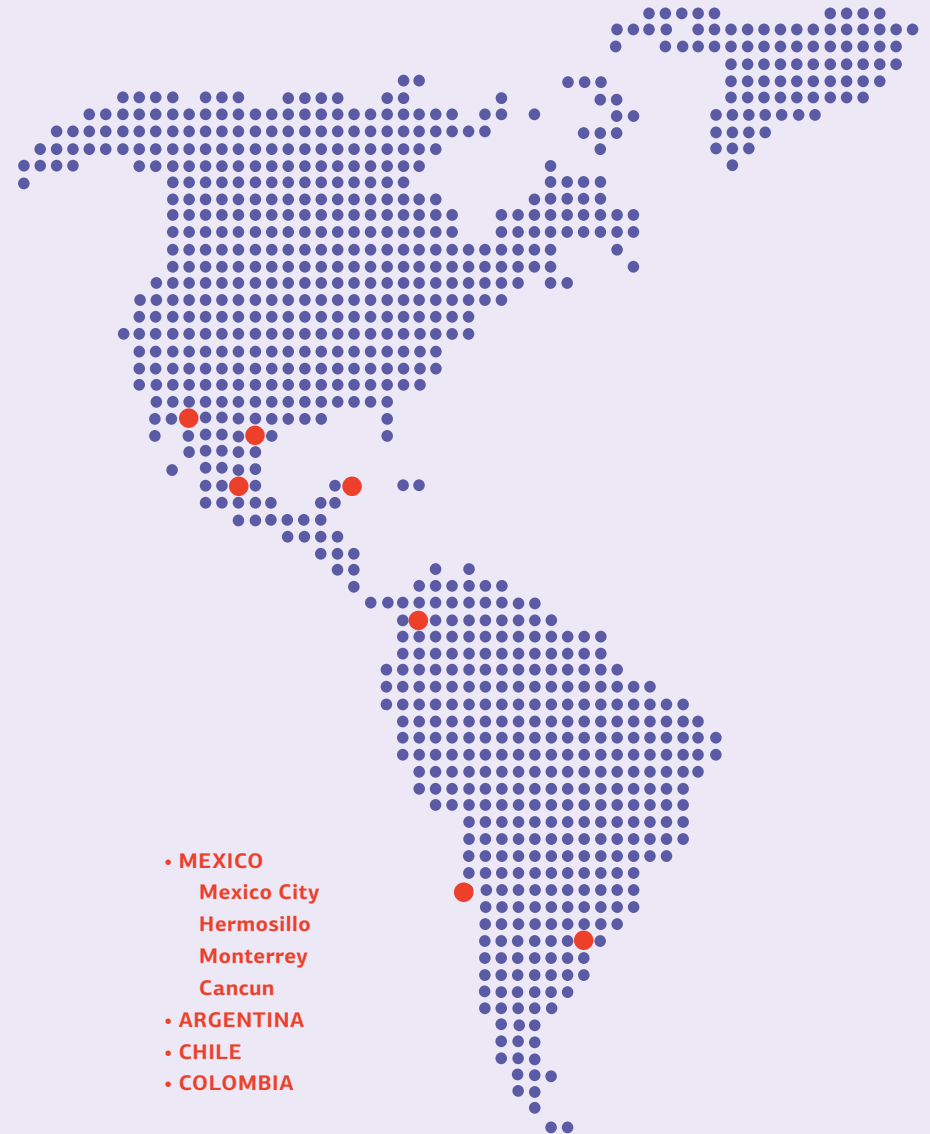 • MEXICO
Mexico City
Hermosillo
Monterrey
Cancun
• ARGENTINA
• CHILE
• COLOMBIA